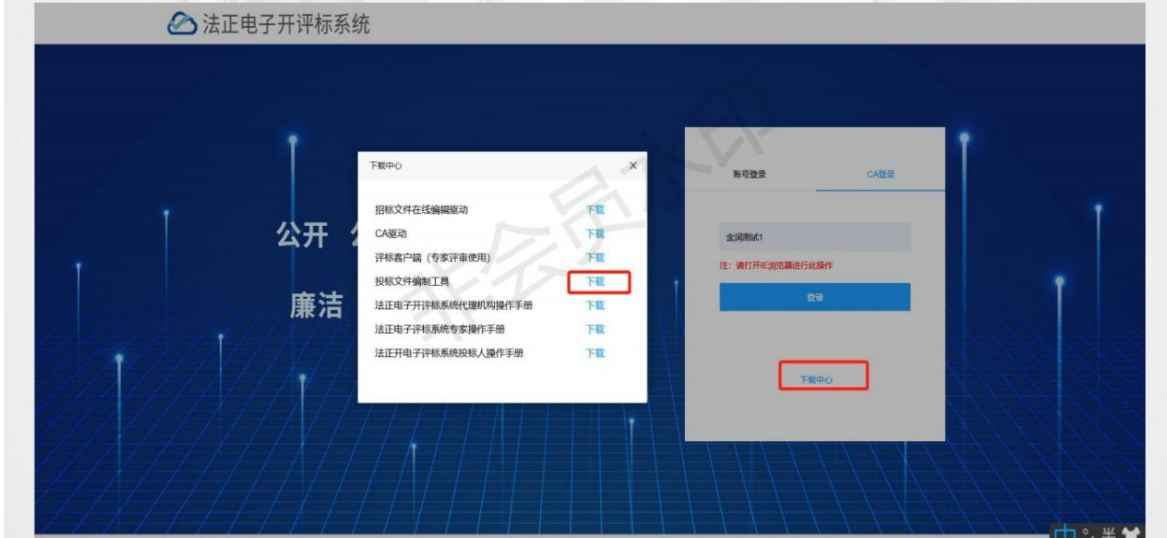 法正电子开评标系统
下载中心 ×
招标文件在线编辑驱动 下载
CA驱动 下载
评标客户端（专家评审使用） 下载
投标文件编制工具 下载
法正电子开评标系统代理机构操作手册 下载
法正电子评标系统专家操作手册 下载
法正开电子评标系统投标人操作手册 下载
公开
廉洁
账号登录 CA登录
金润测试1
注：请打开IE浏览器进行此操作
登录
下载中心
非会员水印
中 °, 半